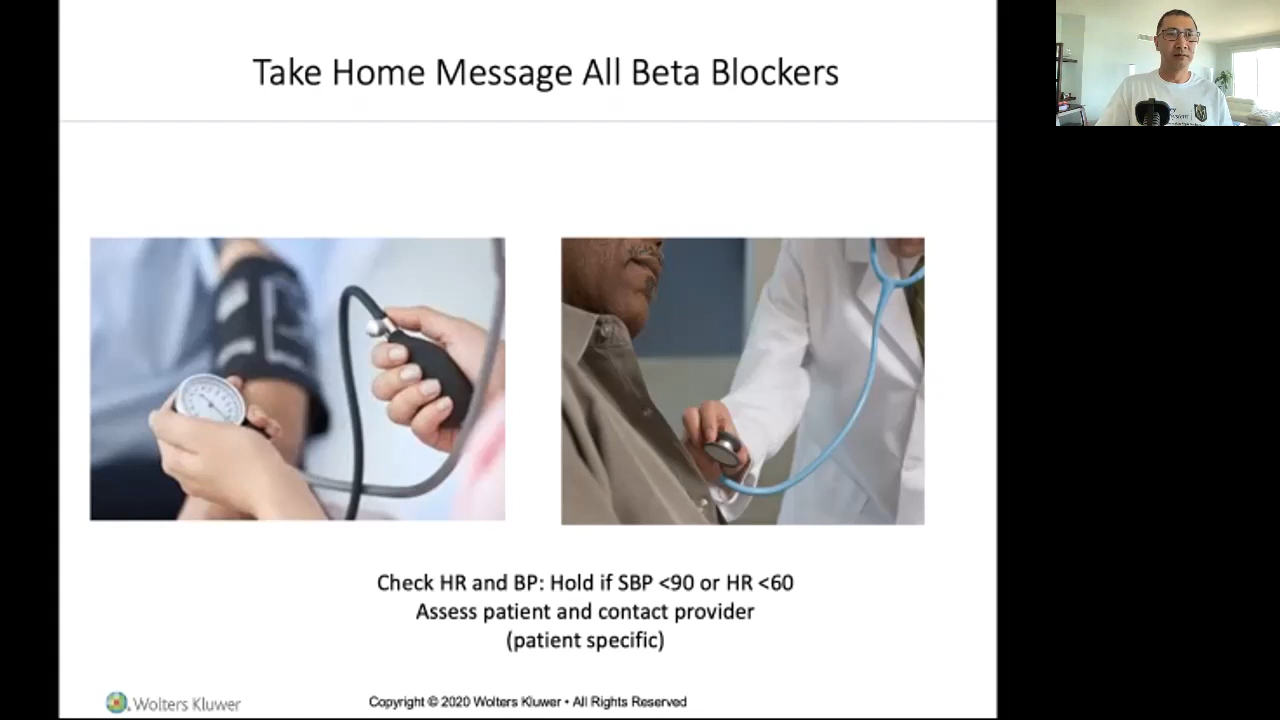 Take Home Message All Beta Blockers
Check HR and BP: Hold if SBP <90 or HR <60
Assess patient and contact provider
(patient specific)
Wolters Kluwer
Copyright © 2020 Wolters Kluwer • All Rights Reserved